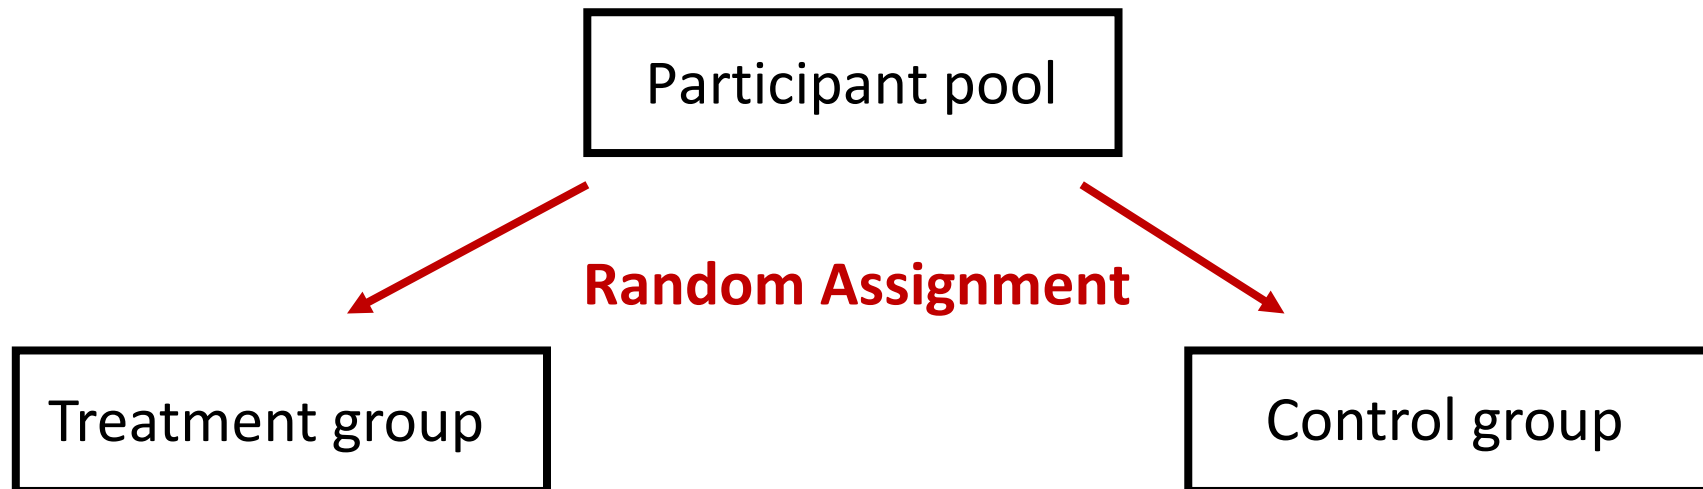 Participant pool
Random Assignment
Treatment group
Control group